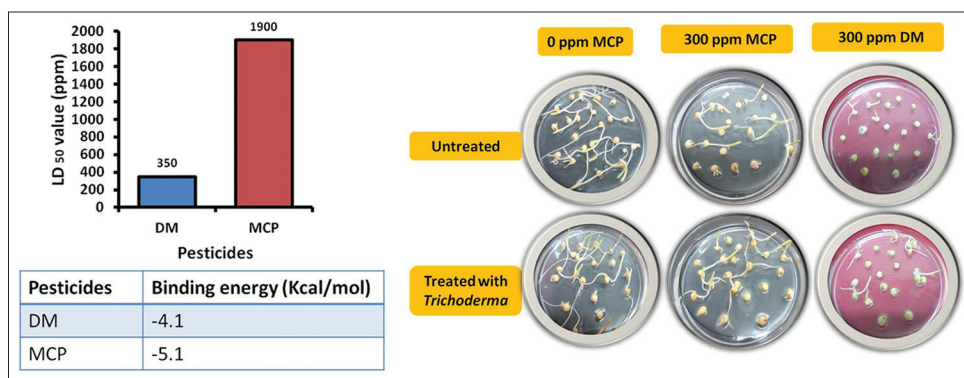 LD 50 value (ppm)
2000
1800
1600
1400
1200
1000
800
600
400
200
0
350
1900
DM
MCP
Pesticides
Pesticides
Binding energy (Kcal/mol)
DM
-4.1
MCP
-5.1
0 ppm MCP
300 ppm MCP
300 ppm DM
Untreated
Treated with
Trichoderma